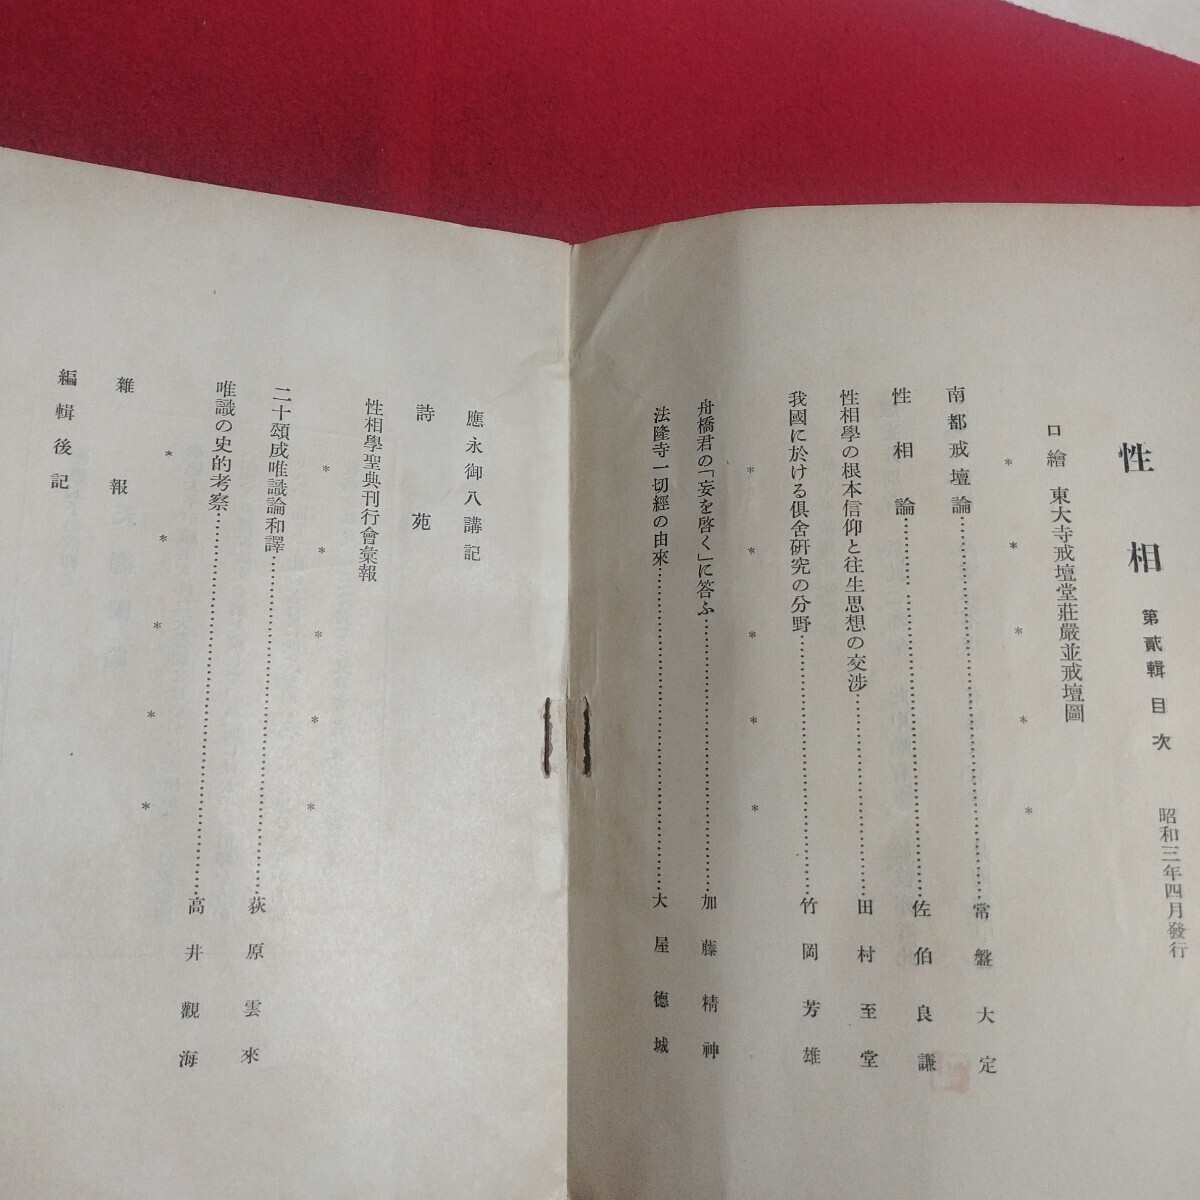 性相 第貳輯目次 昭和三年四月發行
口繪 東大寺戒壇堂莊嚴並戒壇圖
* * * * *
南都戒壇論……常盤大定
性相論……佐伯良謙
性相學の根本信仰と往生思想の交渉……田村至堂
我國に於ける俱舍研究の分野……竹岡芳雄
* * * * *
舟橋君の「妄を啓く」に答ふ……加藤精神
法隆寺一切經の由來……大屋德城
應永御八講記
詩苑
性相學聖典刊行會彙報
* * * * *
二十頌成唯識論和譯……荻原雲來
唯識の史的考察……高井觀海
* * * * *
雜報
編輯後記